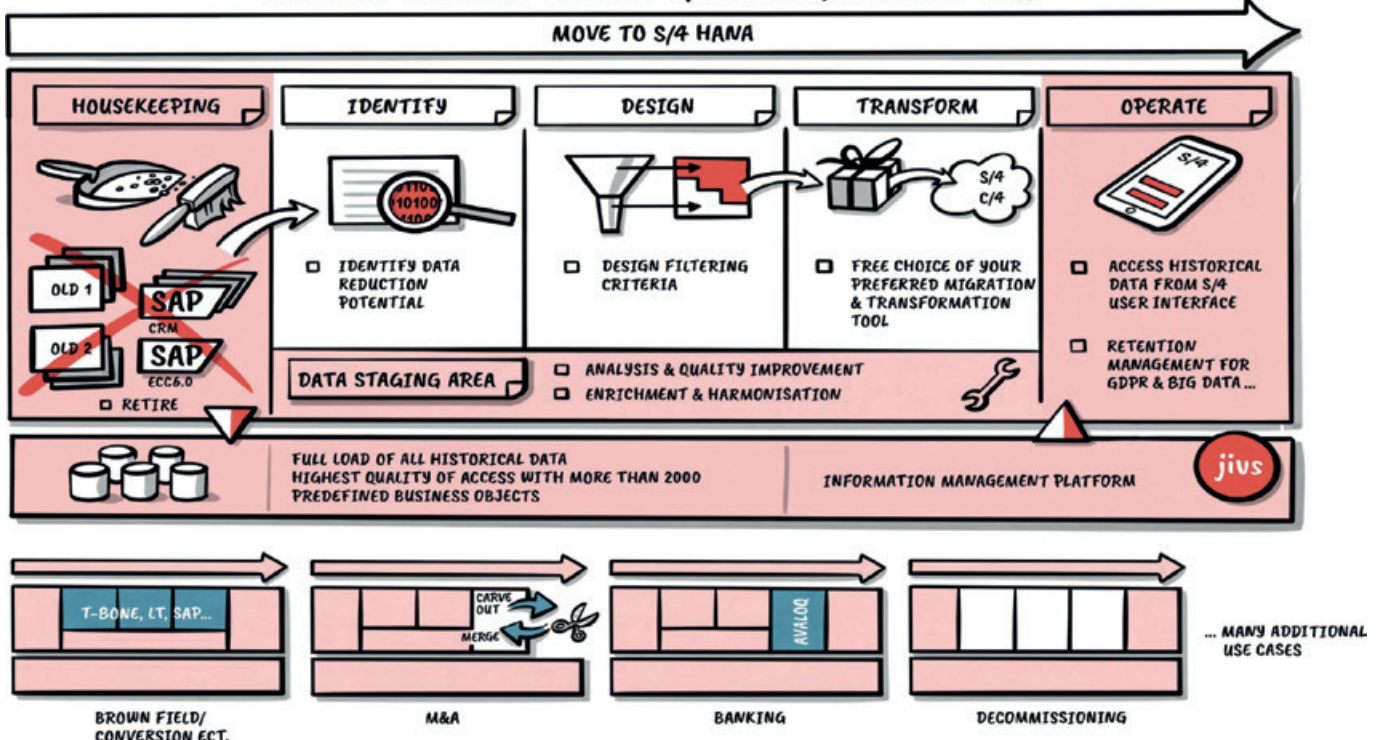 MOVE TO S/4 HANA
HOUSEKEEPING
IDENTIFY
DESIGN
TRANSFORM
OPERATE
01100
10100
1100
S/4
C/4
S/4
OLD 1
SAP
CRM
OLD 2
SAP
ECC6.0
RETIRE
IDENTIFY DATA
REDUCTION
POTENTIAL
DESIGN FILTERING
CRITERIA
FREE CHOICE OF YOUR
PREFERRED MIGRATION
& TRANSFORMATION
TOOL
ACCESS HISTORICAL
DATA FROM S/4
USER INTERFACE
RETENTION
MANAGEMENT FOR
GDPR & BIG DATA ...
DATA STAGING AREA
ANALYSIS & QUALITY IMPROVEMENT
ENRICHMENT & HARMONISATION
FULL LOAD OF ALL HISTORICAL DATA
HIGHEST QUALITY OF ACCESS WITH MORE THAN 2000
PREDEFINED BUSINESS OBJECTS
INFORMATION MANAGEMENT PLATFORM
jivs
T-BONE, LT, SAP...
CARVE
OUT
MERGE
AVALOQ
... MANY ADDITIONAL
USE CASES
BROWN FIELD/
CONVERSION ECT.
M&A
BANKING
DECOMMISSIONING